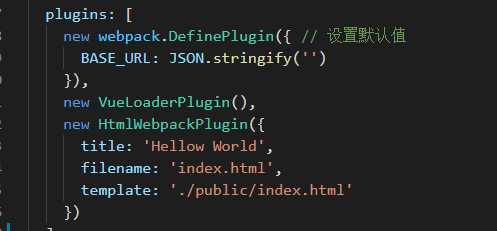 plugins: [
new webpack.DefinePlugin({ // 设置默认值
BASE_URL: JSON.stringify('')
}),
new VueLoaderPlugin(),
new HtmlWebpackPlugin({
title: 'Hellow World',
filename: 'index.html',
template: './public/index.html'
})